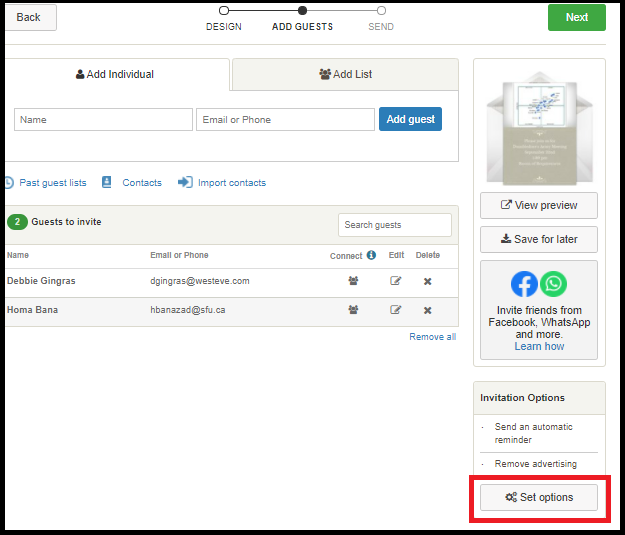 Back
DESIGN
ADD GUESTS
SEND
Next
Add Individual
Add List
Name
Email or Phone
Add guest
Past guest lists
Contacts
Import contacts
2 Guests to invite
Search guests
Name Email or Phone Connect Edit Delete
Debbie Gingras dgingras@westeve.com
Homa Bana hbanazad@sfu.ca
Remove all
View preview
Save for later
Invite friends from
Facebook, WhatsApp
and more.
Learn how
Invitation Options
· Send an automatic
reminder
· Remove advertising
Set options